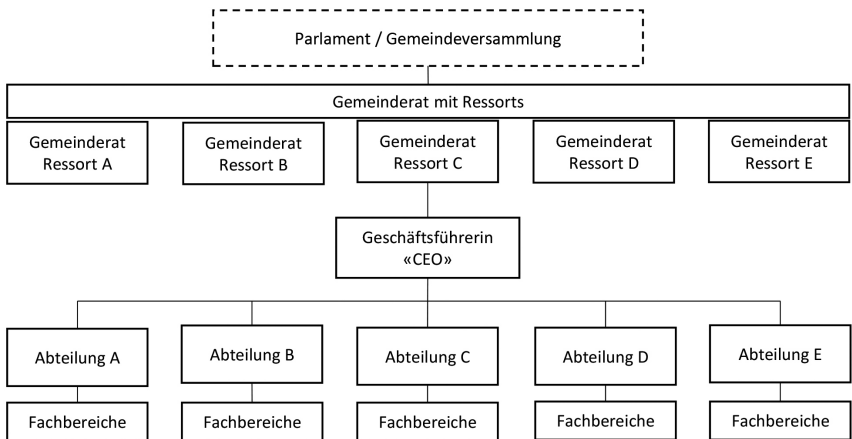 Parlament / Gemeindeversammlung
Gemeinderat mit Ressorts
Gemeinderat
Ressort A
Gemeinderat
Ressort B
Gemeinderat
Ressort C
Gemeinderat
Ressort D
Gemeinderat
Ressort E
Geschäftsführerin
«CEO»
Abteilung A
Abteilung B
Abteilung C
Abteilung D
Abteilung E
Fachbereiche
Fachbereiche
Fachbereiche
Fachbereiche
Fachbereiche